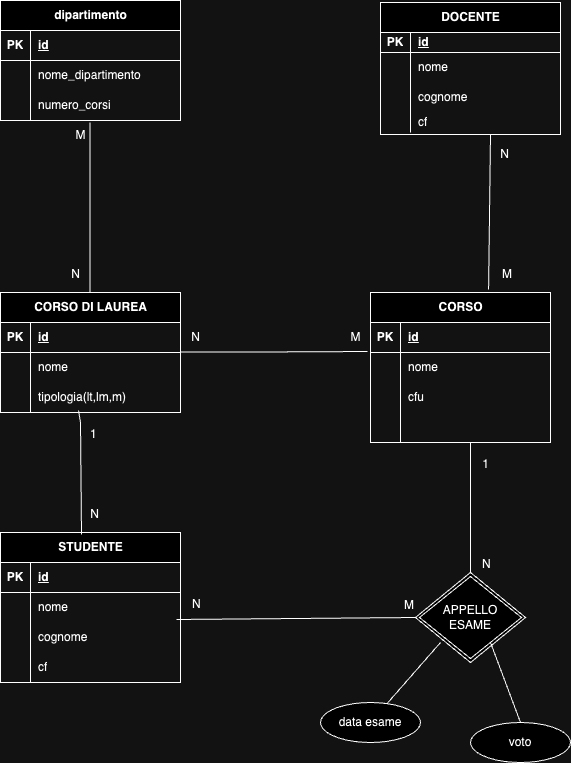 dipartimento
PK id
nome_dipartimento
numero_corsi
DOCENTE
PK id
nome
cognome
cf
M
N
N
M
CORSO DI LAUREA
PK id
nome
tipologia(lt,lm,m)
N
M
CORSO
PK id
nome
cfu
1
N
1
N
STUDENTE
PK id
nome
cognome
cf
N
M
APPELLO
ESAME
data esame
voto